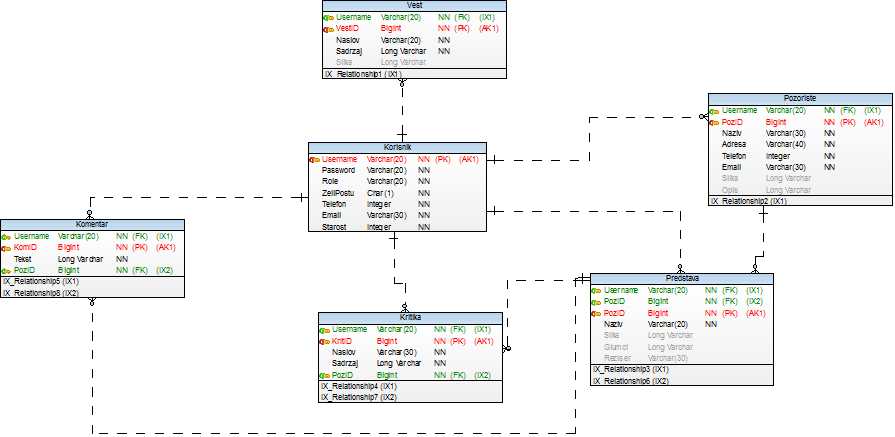 Vest
Username Varchar(20) NN (FK) (IX1)
VestID BigInt NN (PK) (AK1)
Naslov Varchar(20) NN
Sadrzaj Long Varchar NN
Slika Long Varchar
IX_Relationship1 (IX1)
Pozoriste
Username Varchar(20) NN (FK) (IX1)
PozID BigInt NN (PK) (AK1)
Naziv Varchar(30) NN
Adresa Varchar(40) NN
Telefon Integer NN
Email Varchar(30) NN
Slika Long Varchar
Opis Long Varchar
IX_Relationship2 (IX1)
Korisnik
Username Varchar(20) NN (PK) (AK1)
Password Varchar(20) NN
Role Varchar(20) NN
ZeliPostu Char(1) NN
Telefon Integer NN
Email Varchar(30) NN
Starost Integer NN
Komentar
Username Varchar(20) NN (FK) (IX1)
KomID BigInt NN (PK) (AK1)
Tekst Long Varchar NN
PozID BigInt NN (FK) (IX2)
IX_Relationship5 (IX1)
IX_Relationship8 (IX2)
Predstava
Username Varchar(20) NN (FK) (IX1)
PozID BigInt NN (FK) (IX2)
PozID BigInt NN (PK) (AK1)
Naziv Varchar(20) NN
Slika Long Varchar
Glumci Long Varchar
Reziser Varchar(30)
IX_Relationship3 (IX1)
IX_Relationship6 (IX2)
Kritika
Username Varchar(20) NN (FK) (IX1)
KritID BigInt NN (PK) (AK1)
Naslov Varchar(30) NN
Sadrzaj Long Varchar NN
PozID BigInt NN (FK) (IX2)
IX_Relationship4 (IX1)
IX_Relationship7 (IX2)